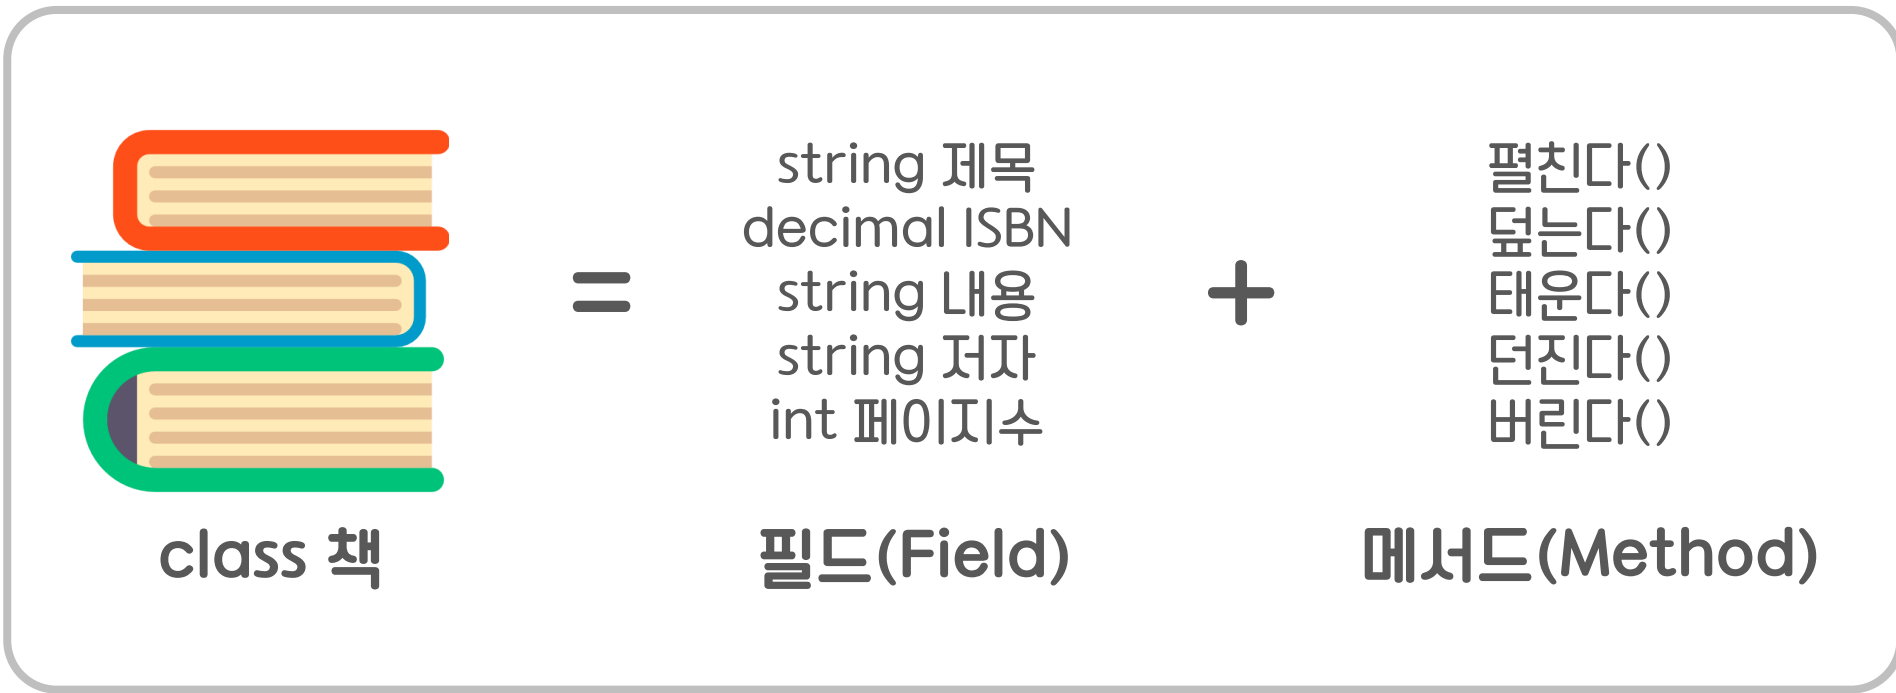 string 제목
decimal ISBN
string 내용
string 저자
int 페이지수
펼친다()
덮는다()
태운다()
던진다()
버린다()
=
+
class 책
필드(Field)
메서드(Method)